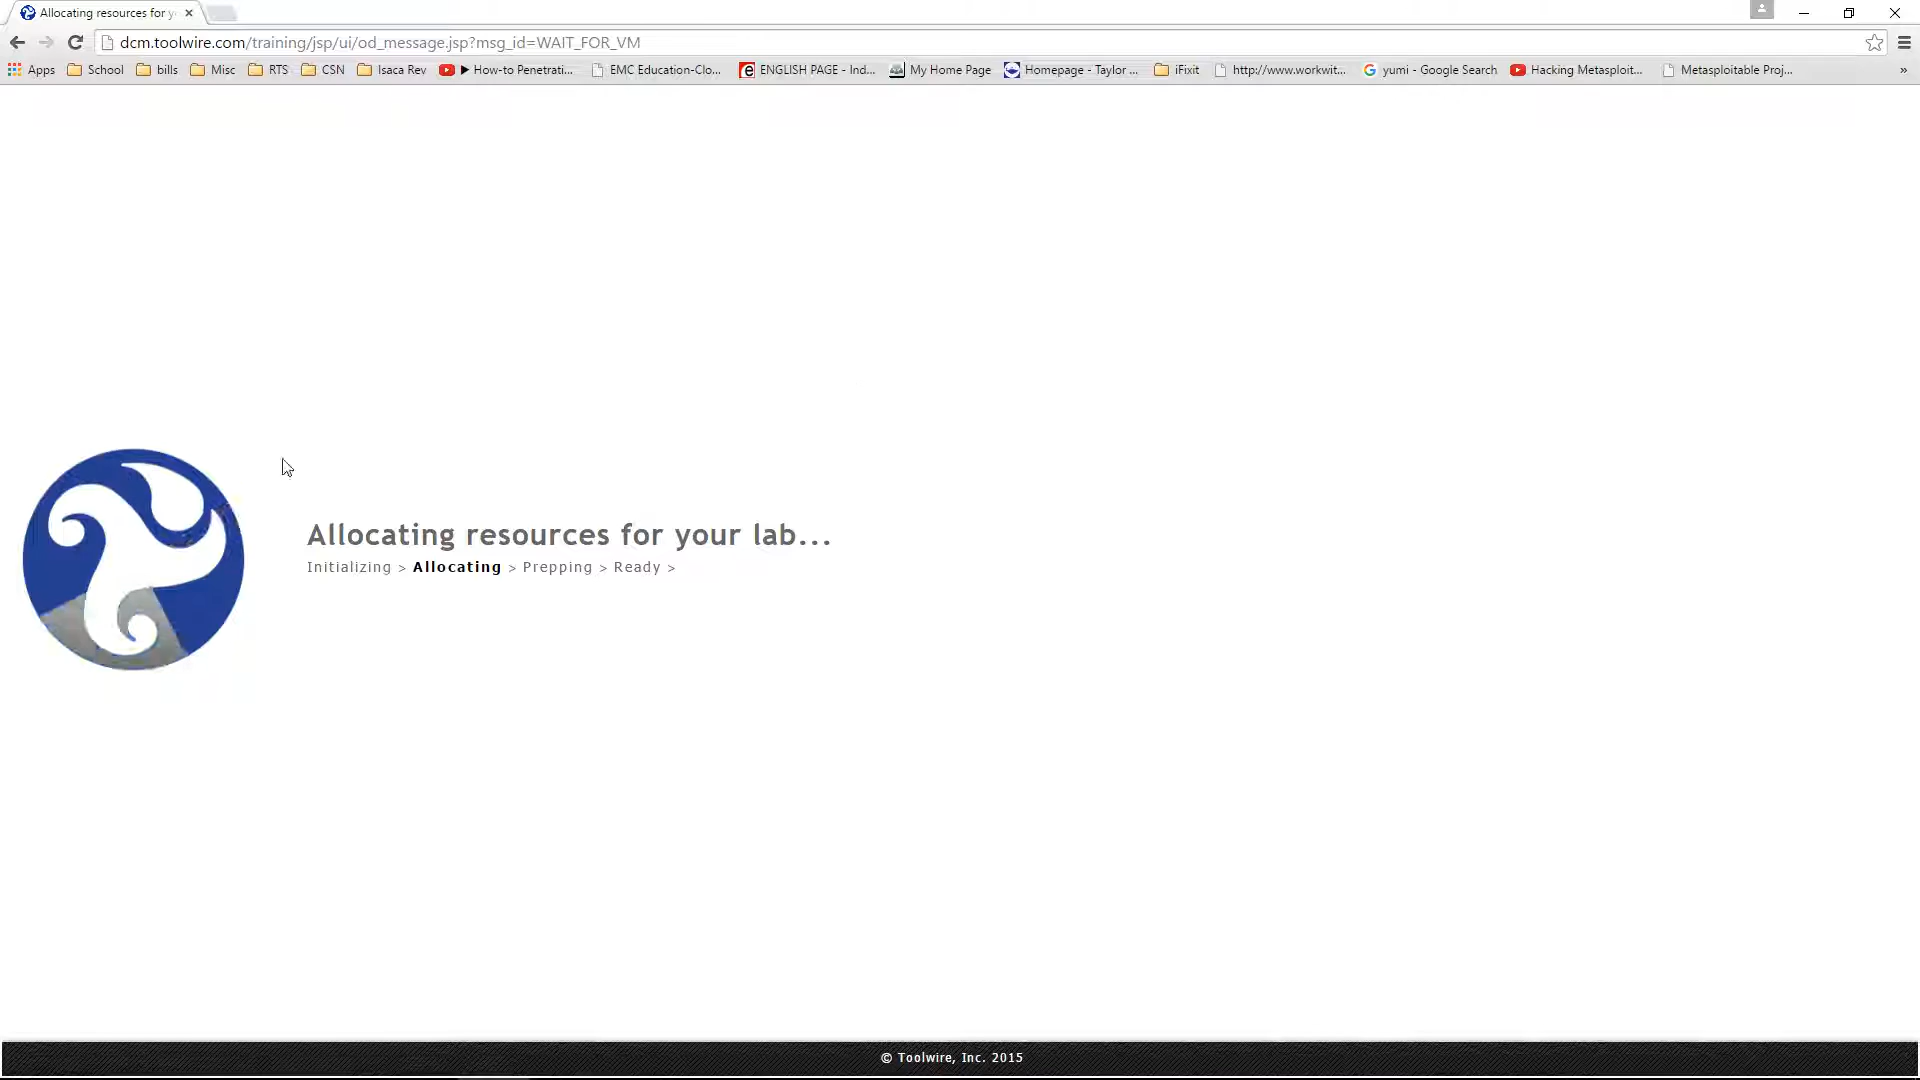 Allocating resources for y
dcm.toolwire.com/training/jsp/ui/od_message.jsp?msg_id=WAIT_FOR_VM
Apps School bills Misc RTS CSN Isaca Rev ▶ How-to Penetrati... EMC Education-Clo... ENGLISH PAGE - Ind... My Home Page Homepage - Taylor ... iFixit http://www.workwit... yumi - Google Search Hacking Metasploit... Metasploitable Proj... »
Allocating resources for your lab...
Initializing > Allocating > Prepping > Ready >
© Toolwire, Inc. 2015